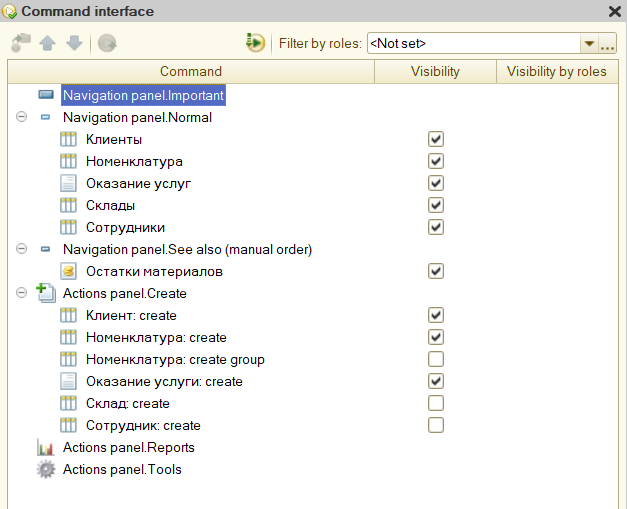 Command interface
Filter by roles: <Not set>
Command Visibility Visibility by roles
Navigation panel.Important
Navigation panel.Normal
Клиенты
Номенклатура
Оказание услуг
Склады
Сотрудники
Navigation panel.See also (manual order)
Остатки материалов
Actions panel.Create
Клиент: create
Номенклатура: create
Номенклатура: create group
Оказание услуги: create
Склад: create
Сотрудник: create
Actions panel.Reports
Actions panel.Tools